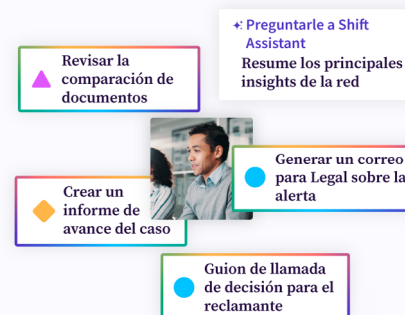 Preguntarle a Shift
Assistant
Resume los principales
insights de la red
Revisar la
comparación de
documentos
Generar un correo
para Legal sobre la
alerta
Crear un
informe de
avance del caso
Guion de llamada
de decisión para el
reclamante